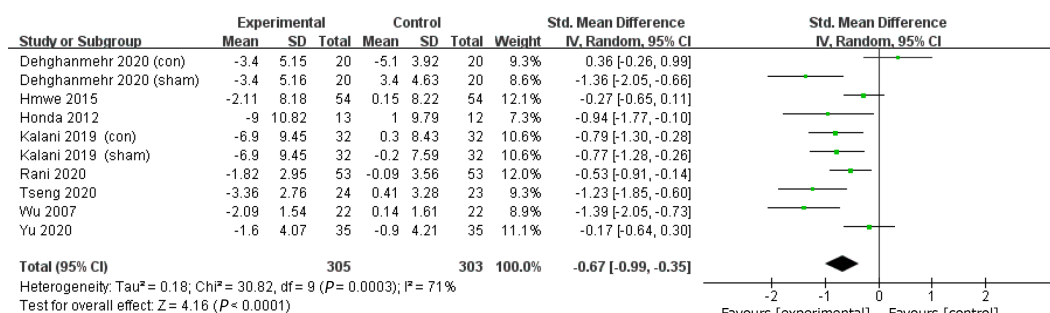 Experimental Control Std. Mean Difference Std. Mean Difference
Study or Subgroup Mean SD Total Mean SD Total Weight IV, Random, 95% CI IV, Random, 95% CI
Dehghanmehr 2020 (con) -3.4 5.15 20 -5.1 3.92 20 9.3% 0.36 [-0.26, 0.99]
Dehghanmehr 2020 (sham) -3.4 5.16 20 3.4 4.63 20 8.6% -1.36 [-2.05, -0.66]
Hmwe 2015 -2.11 8.18 54 0.15 8.22 54 12.1% -0.27 [-0.65, 0.11]
Honda 2012 -9 10.82 13 1 9.79 12 7.3% -0.94 [-1.77, -0.10]
Kalani 2019 (con) -6.9 9.45 32 0.3 8.43 32 10.6% -0.79 [-1.30, -0.28]
Kalani 2019 (sham) -6.9 9.45 32 -0.2 7.59 32 10.6% -0.77 [-1.28, -0.26]
Rani 2020 -1.82 2.95 53 -0.09 3.56 53 12.0% -0.53 [-0.91, -0.14]
Tseng 2020 -3.36 2.76 24 0.41 3.28 23 9.3% -1.23 [-1.85, -0.60]
Wu 2007 -2.09 1.54 22 0.14 1.61 22 8.9% -1.39 [-2.05, -0.73]
Yu 2020 -1.6 4.07 35 -0.9 4.21 35 11.1% -0.17 [-0.64, 0.30]
Total (95% CI) 305 303 100.0% -0.67 [-0.99, -0.35]
Heterogeneity: Tau² = 0.18; Chi² = 30.82, df = 9 (P = 0.0003); I² = 71%
Test for overall effect: Z = 4.16 (P < 0.0001)
-2 -1 0 1 2
Favours [experimental] Favours [control]